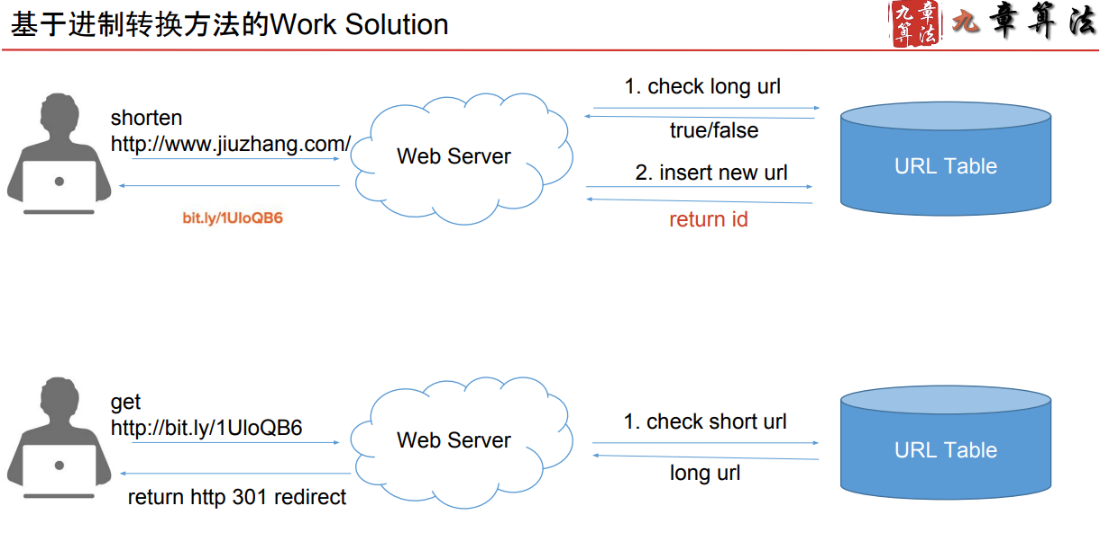 基于进制转换方法的Work Solution
九章算法
九章算法
shorten
http://www.jiuzhang.com/
bit.ly/1UIoQB6
Web Server
1. check long url
true/false
2. insert new url
return id
URL Table
get
http://bit.ly/1UIoQB6
return http 301 redirect
Web Server
1. check short url
long url
URL Table